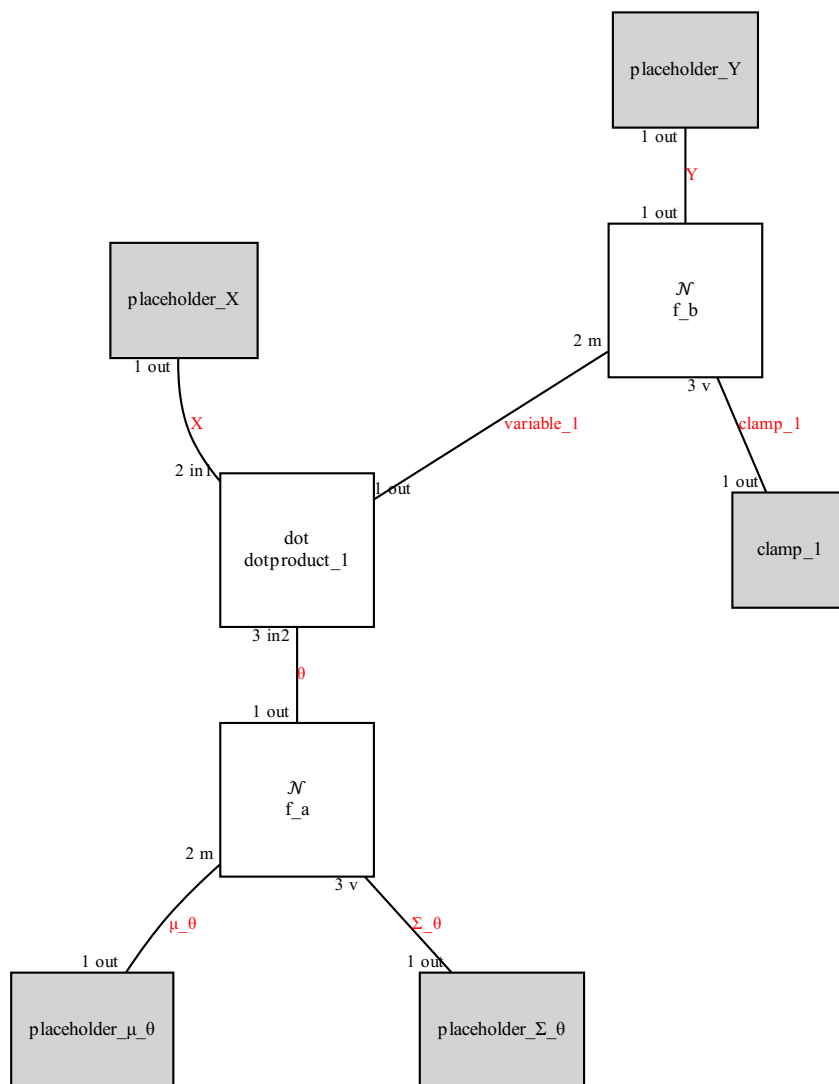 placeholder_Y
1 out
Y
1 out
placeholder_X
𝒩
f_b
2 m
1 out
3 v
X
variable_1
clamp_1
2 in1
1 out
1 out
dot
dotproduct_1
clamp_1
3 in2
θ
1 out
𝒩
f_a
2 m
3 v
μ_θ
Σ_θ
1 out
1 out
placeholder_μ_θ
placeholder_Σ_θ